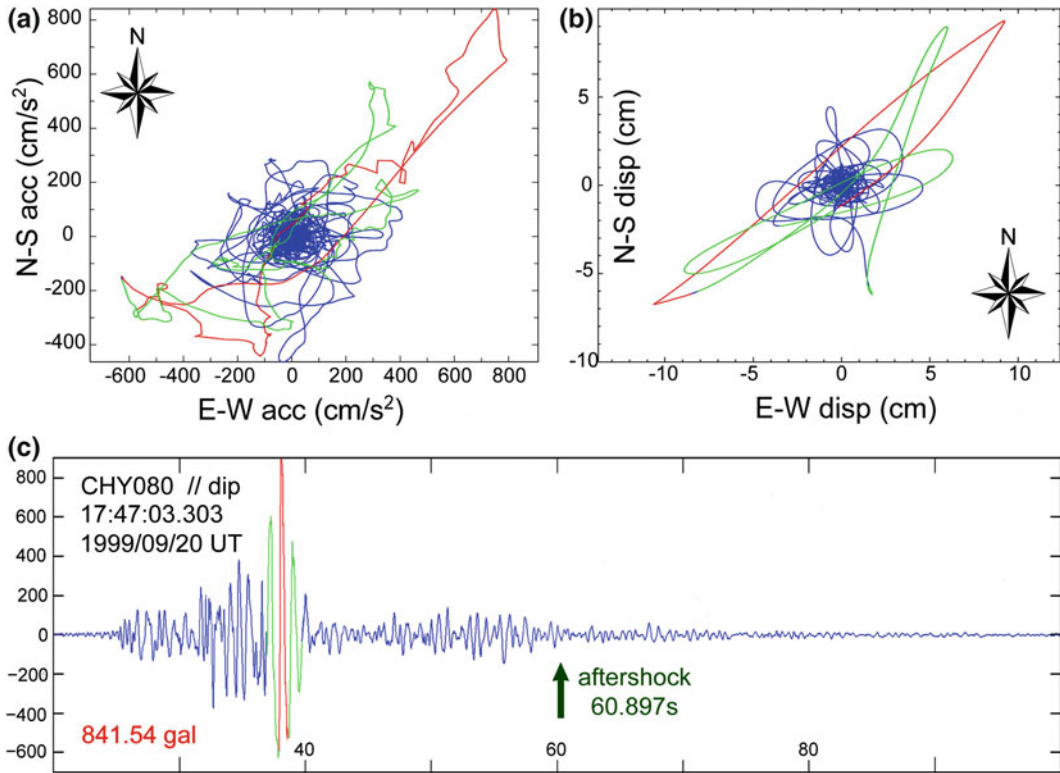 (a)
N
N-S acc (cm/s²)
800
600
400
200
0
-200
-400
-600 -400 -200 0 200 400 600 800
E-W acc (cm/s²)
(b)
N-S disp (cm)
5
0
-5
-10
N
-10 -5 0 5 10
E-W disp (cm)
(c)
800
600
400
200
0
-200
-400
-600
CHY080 // dip
17:47:03.303
1999/09/20 UT
aftershock
60.897s
841.54 gal
40 60 80